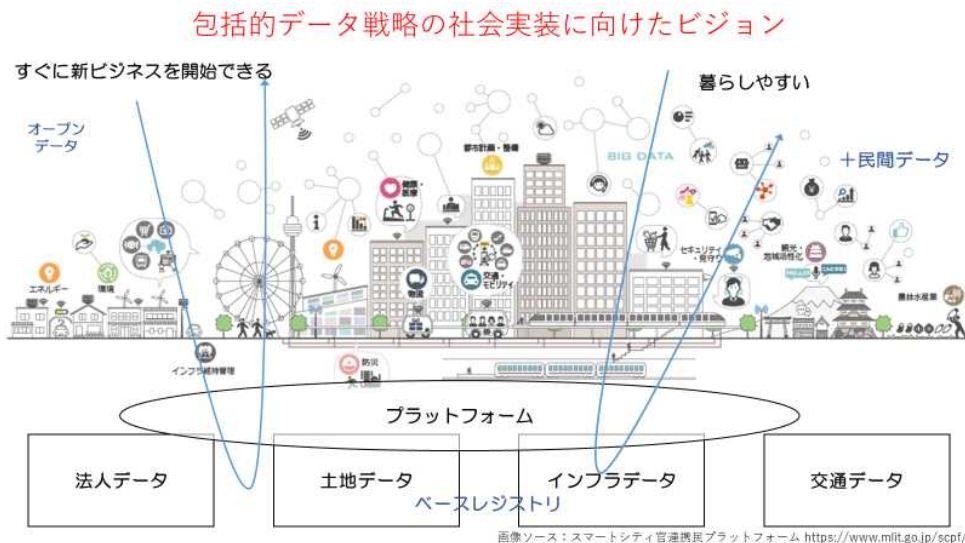 包括的データ戦略の社会実装に向けたビジョン
すぐに新ビジネスを開始できる
暮らしやすい
オープン
データ
都市計画・整備
BIG DATA
＋民間データ
健康・
医療
セキュリティ
・見守り
観光・
地域活性化
エネルギー
環境
物流
交通・
モビリティ
農林水産業
インフラ維持管理
防災
プラットフォーム
法人データ
土地データ
インフラデータ
交通データ
ベースレジストリ
画像ソース：スマートシティ官連携民プラットフォーム https://www.mlit.go.jp/scpf/